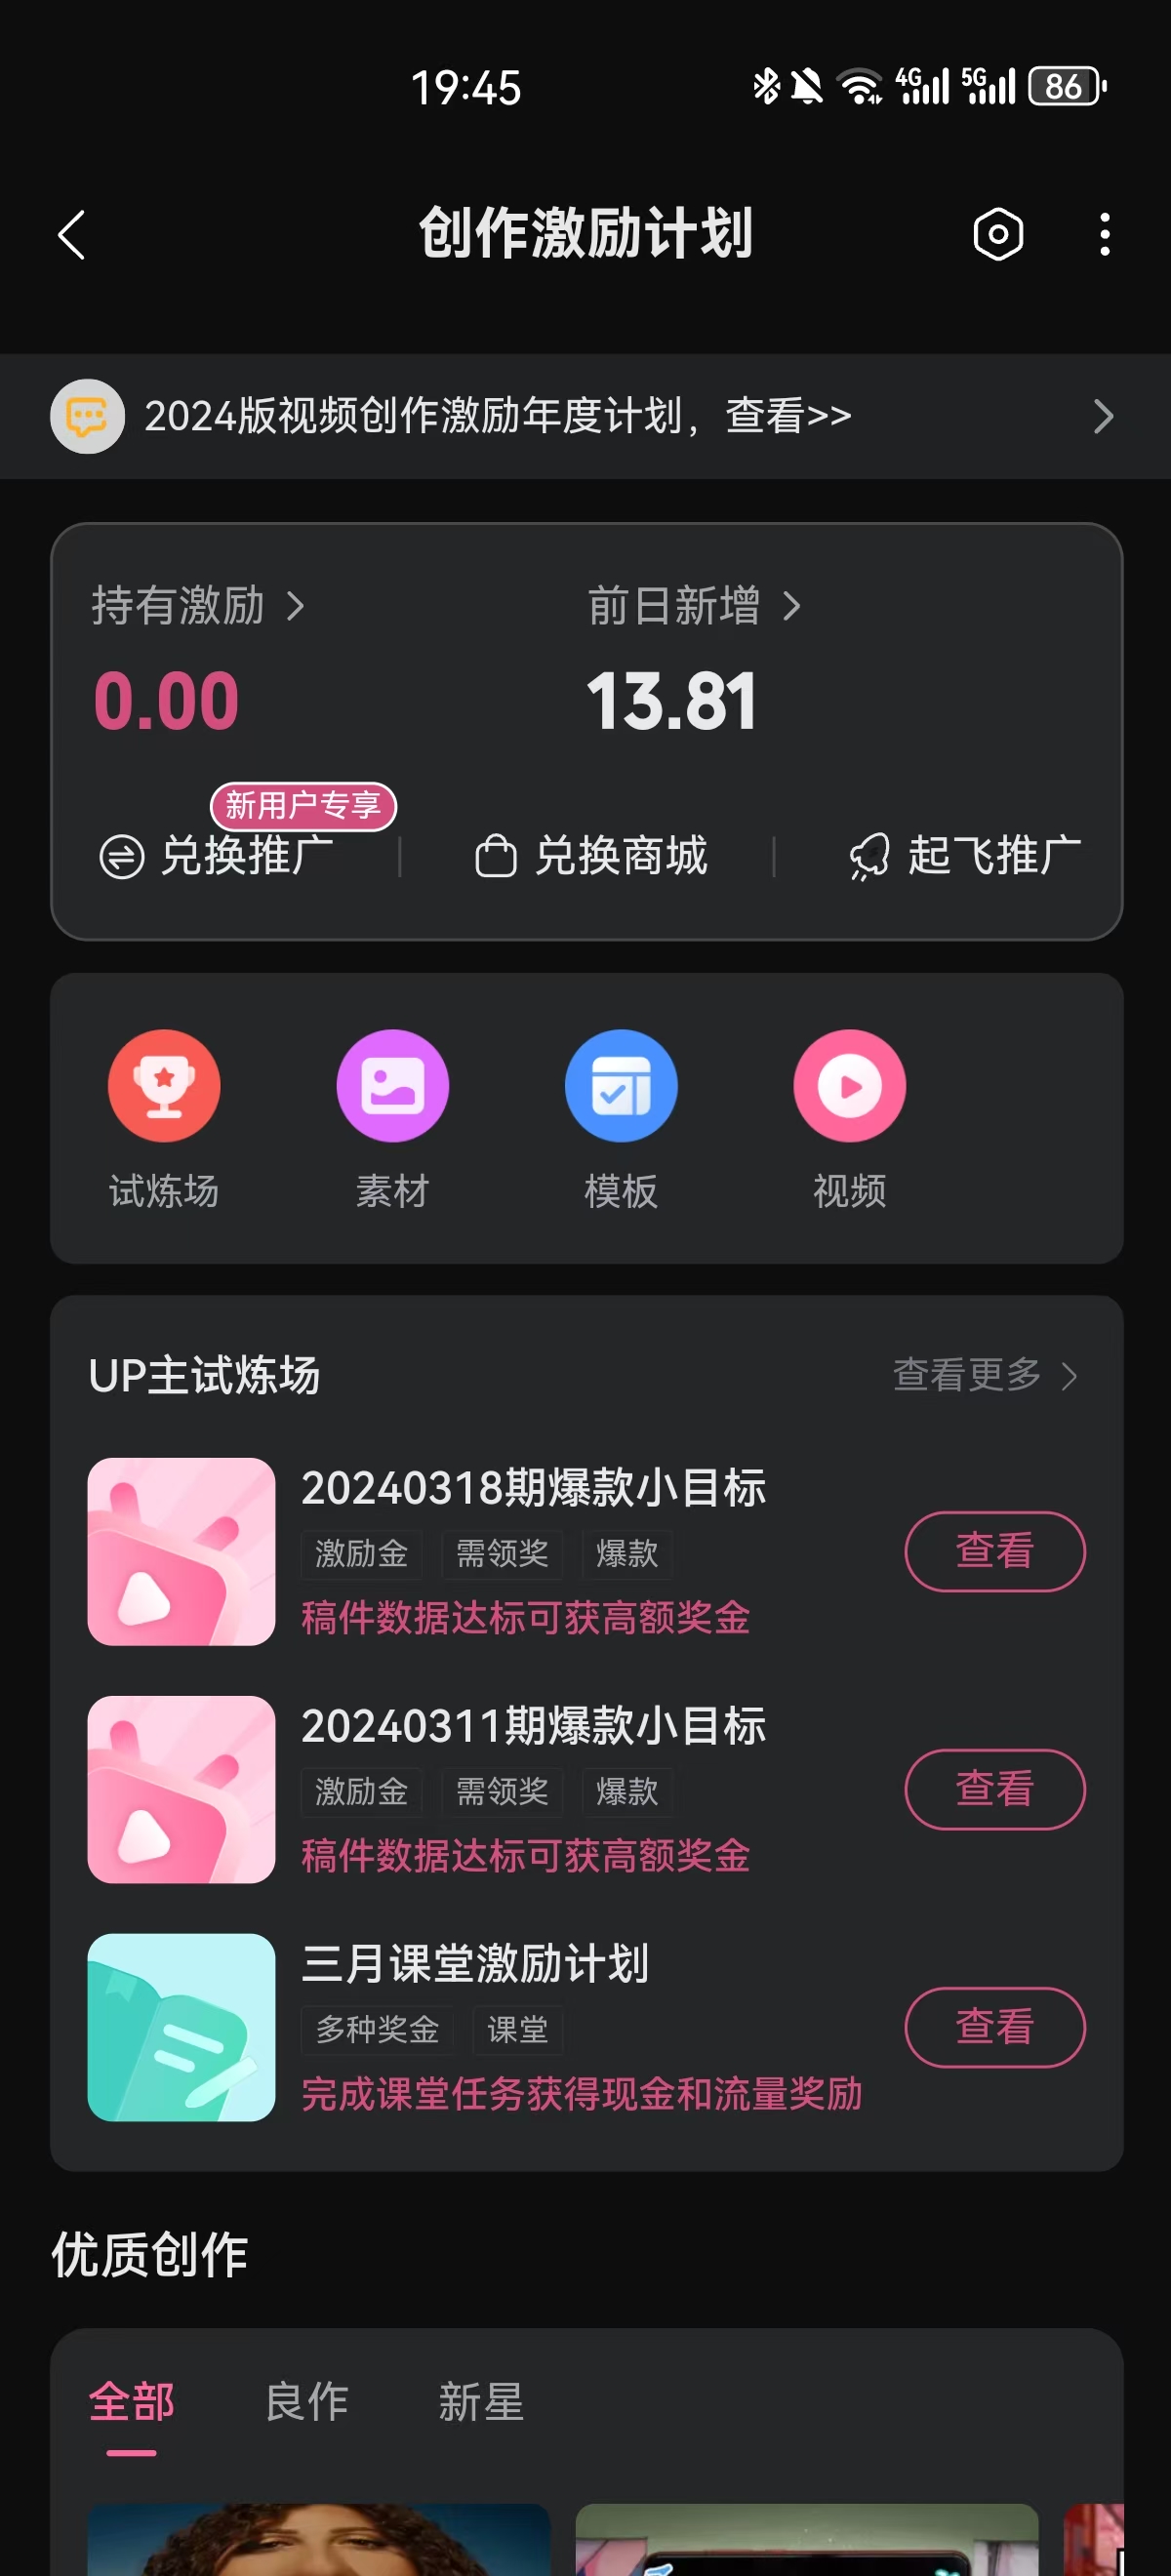 19:45
4G
5G
86
创作激励计划
2024版视频创作激励年度计划，查看>>
持有激励
前日新增
0.00
13.81
新用户专享
兑换推广
兑换商城
起飞推广
试炼场
素材
模板
视频
UP主试炼场
查看更多
20240318期爆款小目标
激励金
需领奖
爆款
稿件数据达标可获高额奖金
查看
20240311期爆款小目标
激励金
需领奖
爆款
稿件数据达标可获高额奖金
查看
三月课堂激励计划
多种奖金
课堂
完成课堂任务获得现金和流量奖励
查看
优质创作
全部
良作
新星